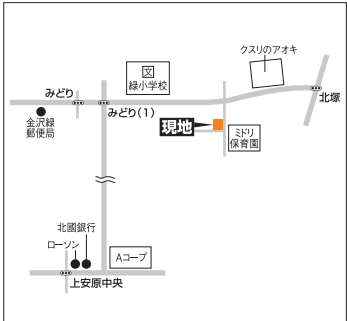 クスリのアオキ
文
緑小学校
みどり
北塚
みどり(1)
金沢緑
郵便局
現地
ミドリ
保育園
北國銀行
ローソン
Aコープ
上安原中央